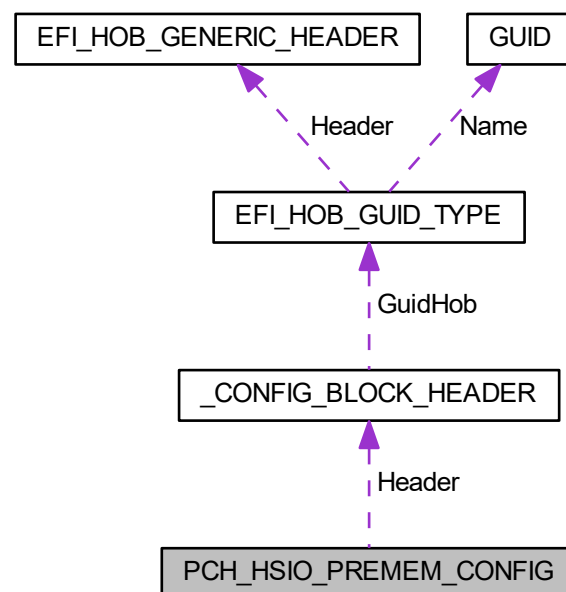 EFI_HOB_GENERIC_HEADER
GUID
Header
Name
EFI_HOB_GUID_TYPE
GuidHob
_CONFIG_BLOCK_HEADER
Header
PCH_HSIO_PREMEM_CONFIG